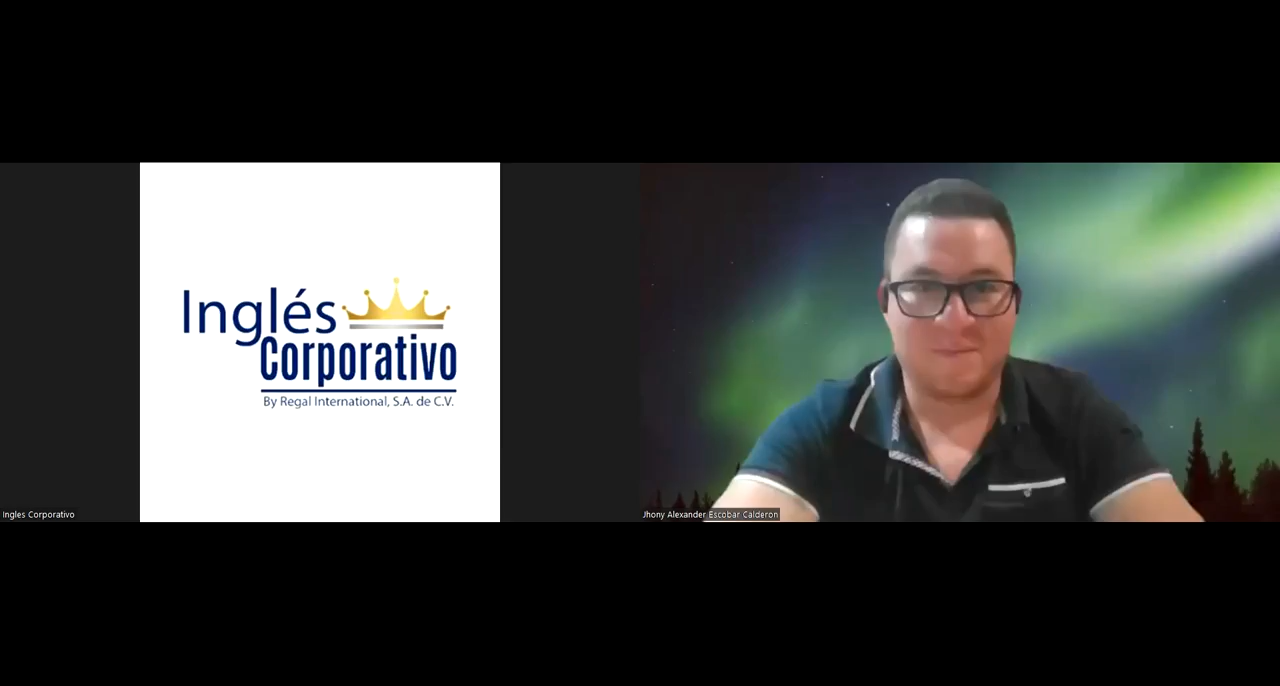 Inglés
Corporativo
By Regal International, S.A. de C.V.
Ingles Corporativo
Jhony Alexander Escobar Calderon